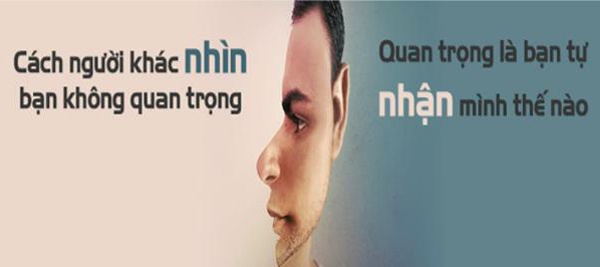 Cách người khác nhìn
bạn không quan trọng
Quan trọng là bạn tự
nhận mình thế nào